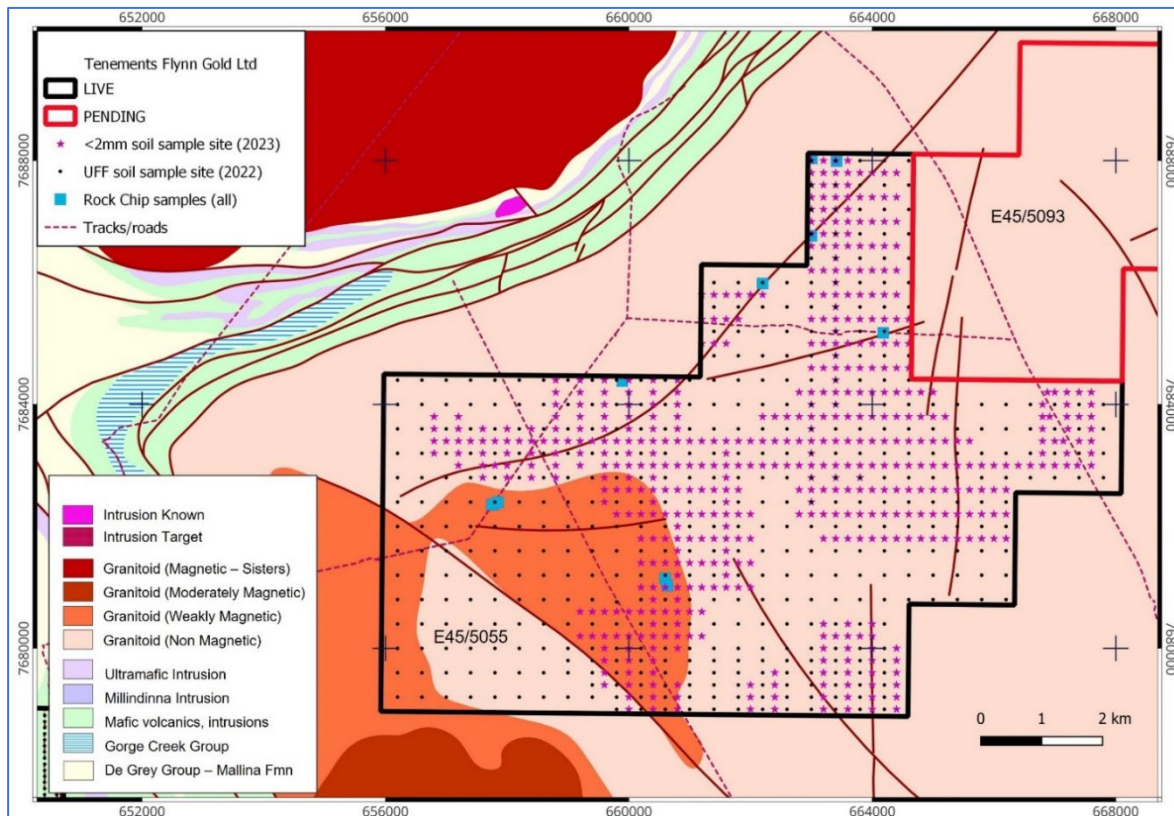 652000 656000 660000 664000 668000
Tenements Flynn Gold Ltd
LIVE
PENDING
<2mm soil sample site (2023)
UFF soil sample site (2022)
Rock Chip samples (all)
Tracks/roads
7688000
7688000
E45/5093
7684000
7684000
Intrusion Known
Intrusion Target
Granitoid (Magnetic – Sisters)
Granitoid (Moderately Magnetic)
Granitoid (Weakly Magnetic)
Granitoid (Non Magnetic)
Ultramafic Intrusion
Millindinna Intrusion
Mafic volcanics, intrusions
Gorge Creek Group
De Grey Group – Mallina Fmn
E45/5055
7680000
7680000
0 1 2 km
652000 656000 660000 664000 668000